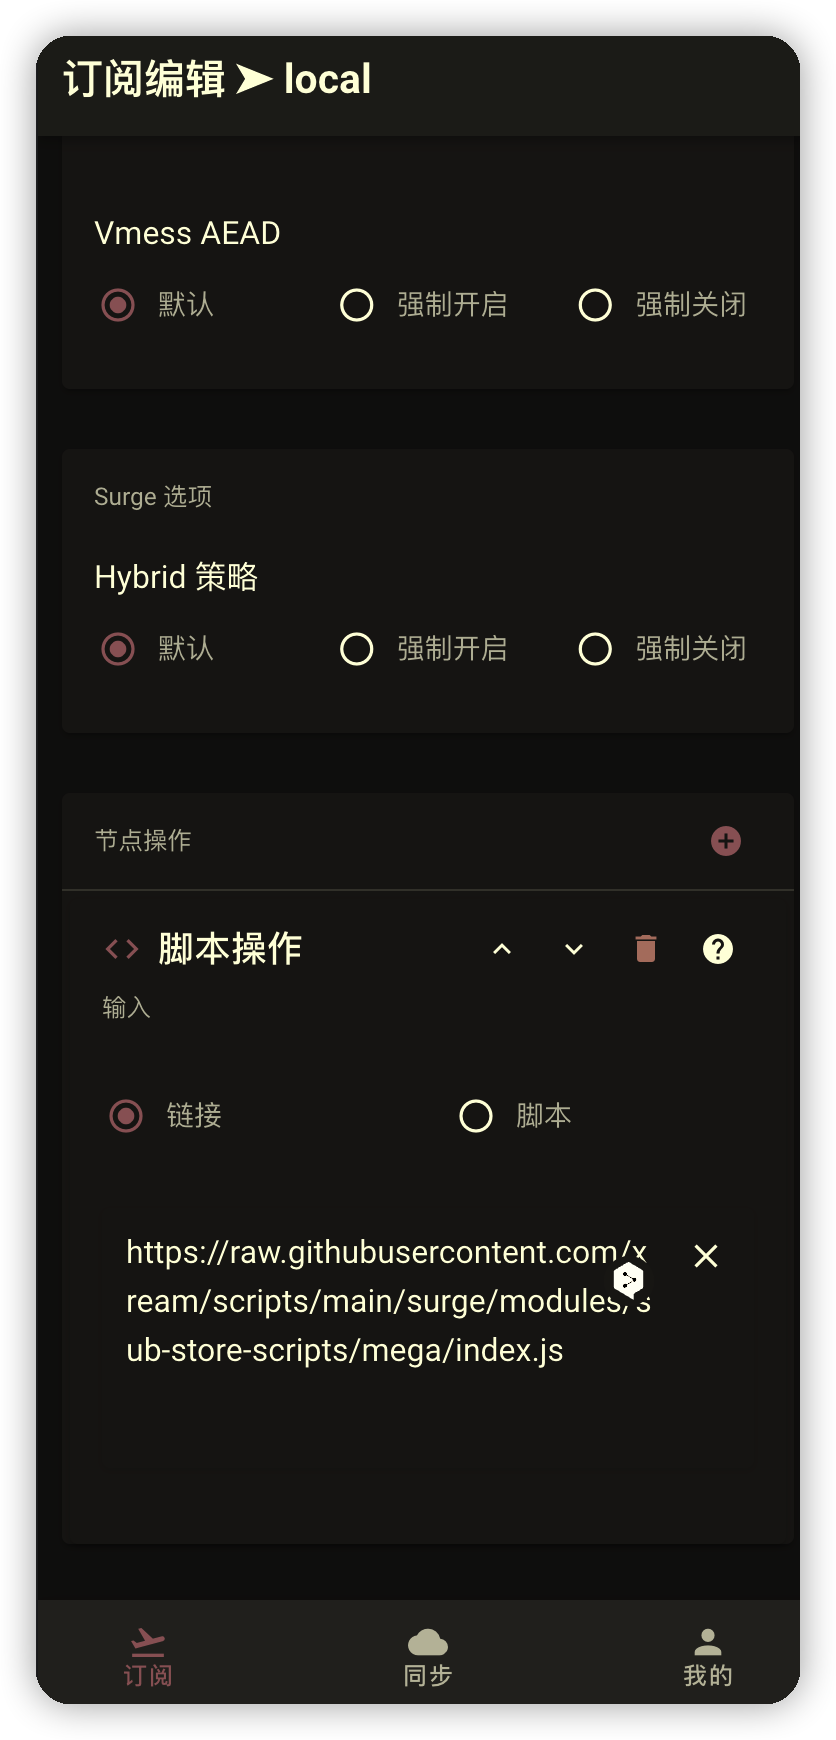 订阅编辑 ➤ local
Vmess AEAD
默认 强制开启 强制关闭
Surge 选项
Hybrid 策略
默认 强制开启 强制关闭
节点操作
脚本操作
输入
链接 脚本
https://raw.githubusercontent.com/x
ream/scripts/main/surge/modules/s
ub-store-scripts/mega/index.js
订阅 同步 我的